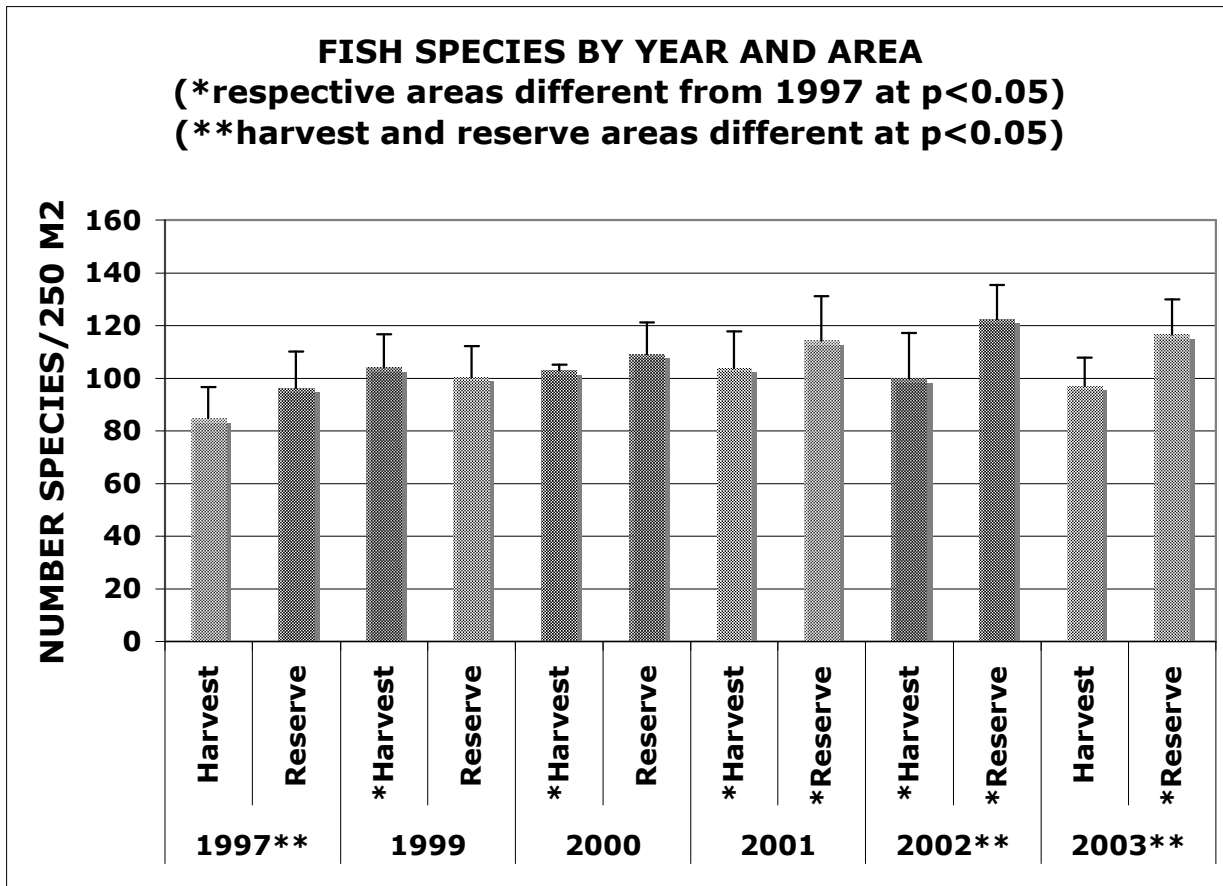 FISH SPECIES BY YEAR AND AREA
(*respective areas different from 1997 at p<0.05)
(**harvest and reserve areas different at p<0.05)
NUMBER SPECIES/250 M2
160
140
120
100
80
60
40
20
0
Harvest
Reserve
*Harvest
Reserve
*Harvest
Reserve
*Harvest
*Reserve
*Harvest
*Reserve
Harvest
*Reserve
1997** 1999 2000 2001 2002** 2003**